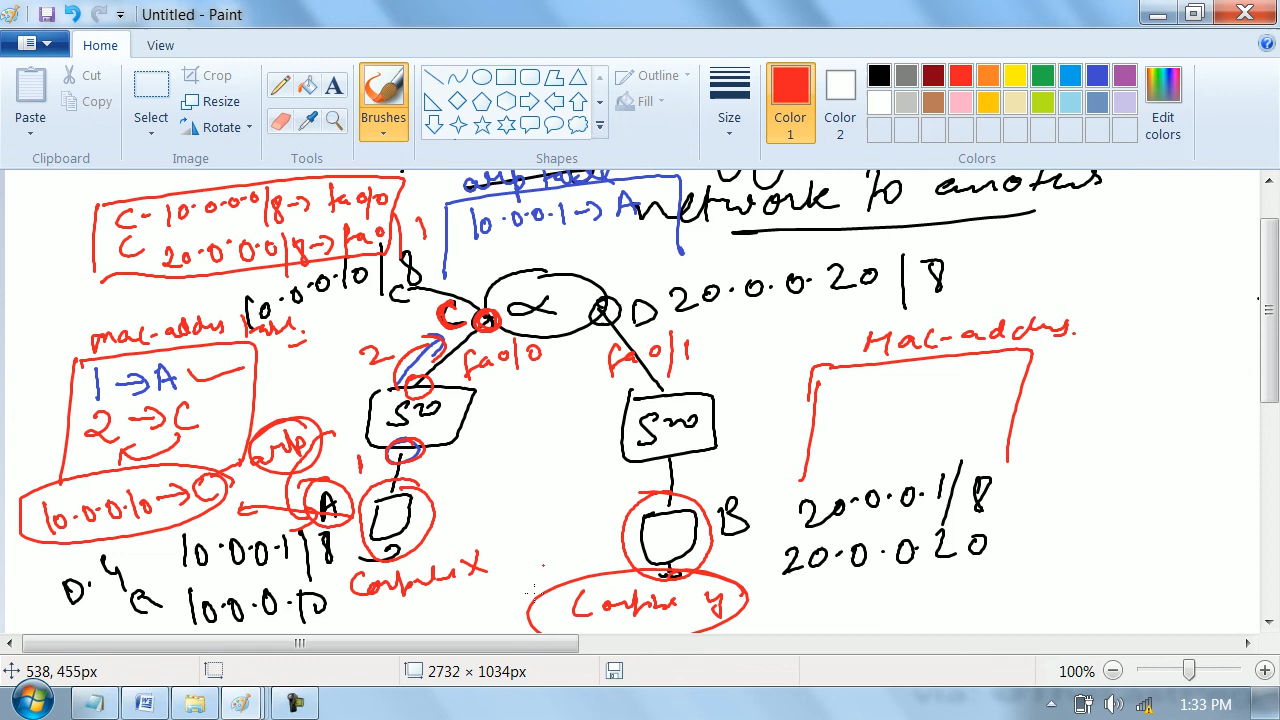 Untitled - Paint
Home View
Cut
Copy
Paste
Clipboard
Select
Crop
Resize
Rotate
Image
Tools
Brushes
Shapes
Outline
Fill
Size
Color 1
Color 2
Edit colors
Colors
arp table
network to another
C - 10.0.0.0/8 → fa0/0
C 20.0.0.0/8 → fa0/1
10.0.0.1 → A
10.0.0.10/8
C
D 20.0.0.20/8
C
2
fa0/0
fa0/1
mac-address table.
Mac-address.
1 → A
2 → C
S20
S20
arp
1
10.0.0.10 → C
A
B
10.0.0.1/8
20.0.0.1/8
20.0.0.20
D.G
10.0.0.10
Computer X
Computer Y
538, 455px
2732 × 1034px
100%
1:33 PM